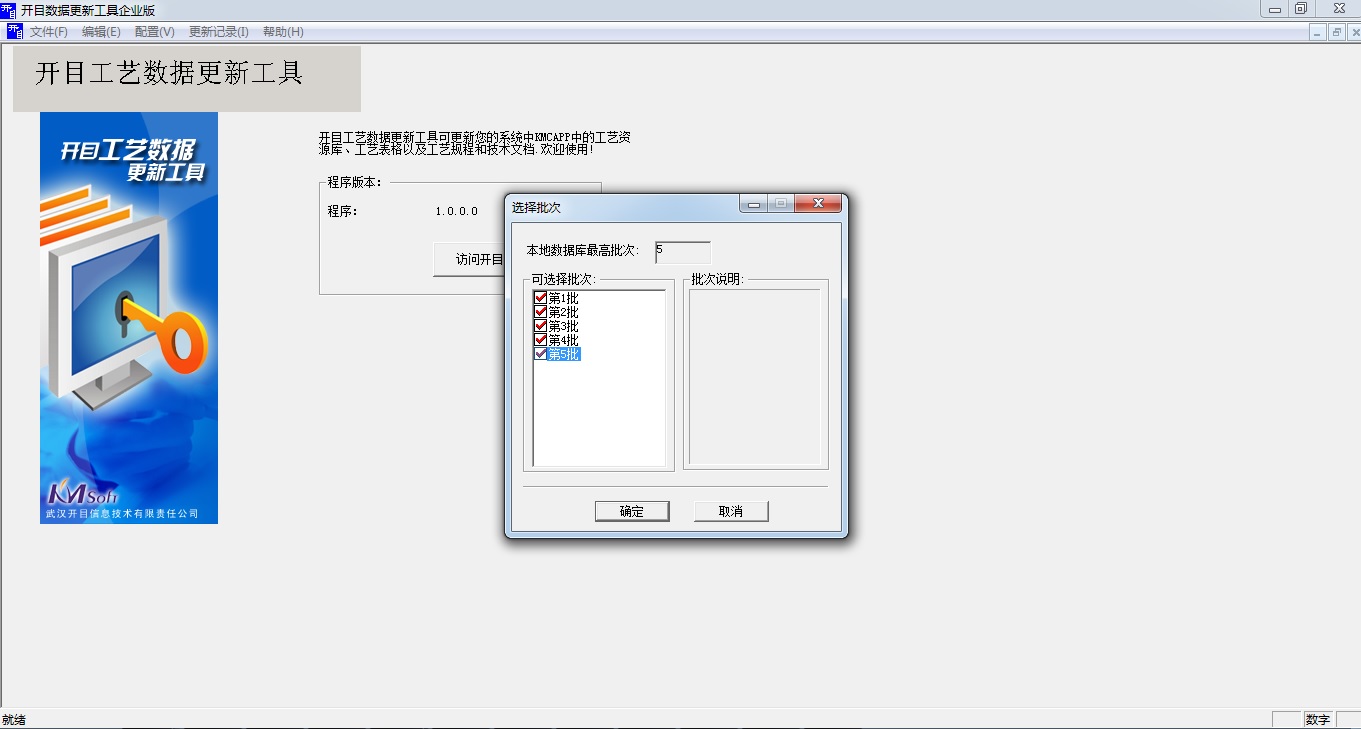 开目数据更新工具企业版
文件(F) 编辑(E) 配置(V) 更新记录(I) 帮助(H)
开目工艺数据更新工具
开目工艺数据
更新工具
KMSoft
武汉开目信息技术有限责任公司
开目工艺数据更新工具可更新您的系统中KMCAPP中的工艺资
源库、工艺表格以及工艺规程和技术文档.欢迎使用!
程序版本:
程序: 1.0.0.0
访问开目
选择批次
本地数据库最高批次: 5
可选择批次:
第1批
第2批
第3批
第4批
第5批
批次说明:
确定 取消
就绪 数字